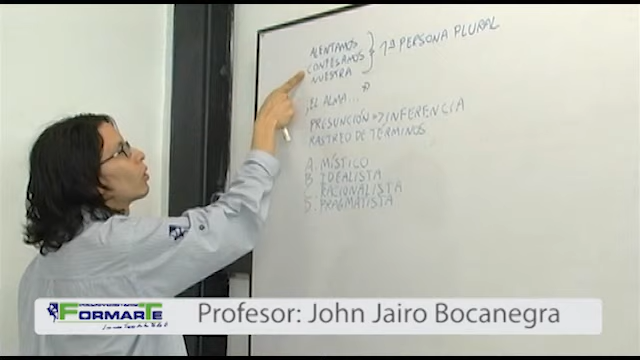 ALENTAMOS
CONFESAMOS } 1ª PERSONA PLURAL
NUESTRA
EL ALMA...
PRESUNCIÓN => INFERENCIA
RASTREO DE TÉRMINOS
A. MÍSTICO
B. IDEALISTA
RACIONALISTA
D. PRAGMATISTA
FORMARTE
Profesor: John Jairo Bocanegra